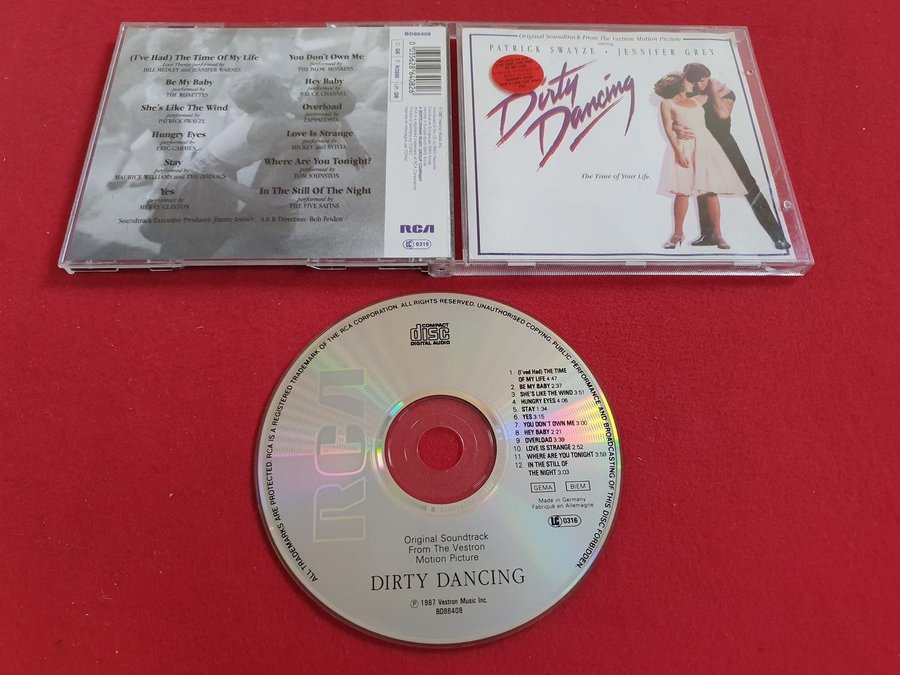 BD86408
(I've Had) The Time Of My Life
Love Theme performed by
BILL MEDLEY and JENNIFER WARNES
Be My Baby
performed by
THE RONETTES
She's Like The Wind
performed by
PATRICK SWAYZE
Hungry Eyes
performed by
ERIC CARMEN
Stay
performed by
MAURICE WILLIAMS and THE ZODIACS
Yes
performed by
MERRY CLAYTON
You Don't Own Me
performed by
THE BLOW MONKEYS
Hey Baby
performed by
BRUCE CHANNEL
Overload
performed by
ZAPPACOSTA
Love Is Strange
performed by
MICKEY and SYLVIA
Where Are You Tonight?
performed by
TOM JOHNSTON
In The Still Of The Night
performed by
THE FIVE SATINS
Soundtrack Executive Producer: Jimmy Ienner A & R Direction: Bob Feiden
RCA
LC 0316
Original Soundtrack From The Vestron Motion Picture
starring
PATRICK SWAYZE · JENNIFER GREY
Dirty
Dancing
The Time of Your Life.
ALL TRADEMARKS ARE PROTECTED. RCA IS A REGISTERED TRADEMARK OF THE RCA CORPORATION. ALL RIGHTS RESERVED. UNAUTHORISED COPYING, PUBLIC PERFORMANCE AND BROADCASTING OF THIS DISC FORBIDDEN.
COMPACT
disc
DIGITAL AUDIO
RCA
1. (I'ved Had) THE TIME
OF MY LIFE 4:47
2. BE MY BABY 2:37
3. SHE'S LIKE THE WIND 3:51
4. HUNGRY EYES 4:06
5. STAY 1:34
6. YES 3:15
7. YOU DON'T OWN ME 3:00
8. HEY BABY 2:21
9. OVERLOAD 3:39
10. LOVE IS STRANGE 2:52
11. WHERE ARE YOU TONIGHT 3:59
12. IN THE STILL OF
THE NIGHT 3:03
GEMA BIEM
Made in Germany
Fabriqué en Allemagne
LC 0316
Original Soundtrack
From The Vestron
Motion Picture
DIRTY DANCING
℗ 1987 Vestron Music Inc.
BD86408